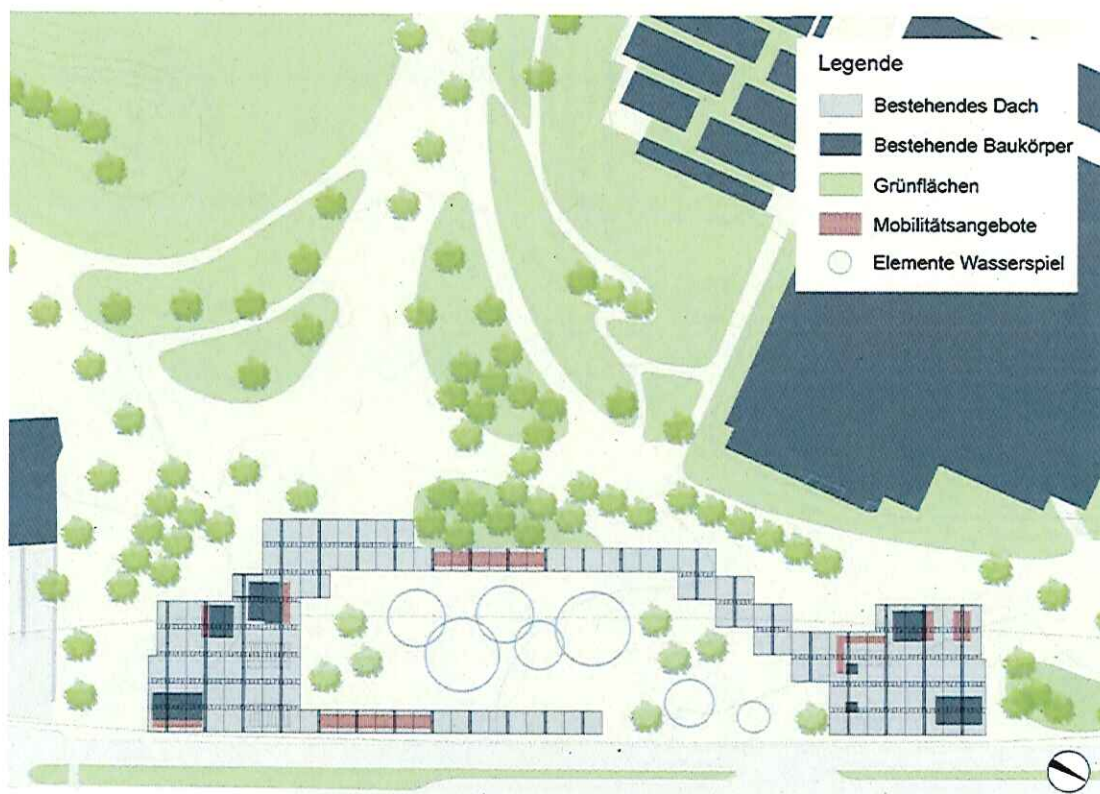 Legende
Bestehendes Dach
Bestehende Baukörper
Grünflächen
Mobilitätsangebote
Elemente Wasserspiel